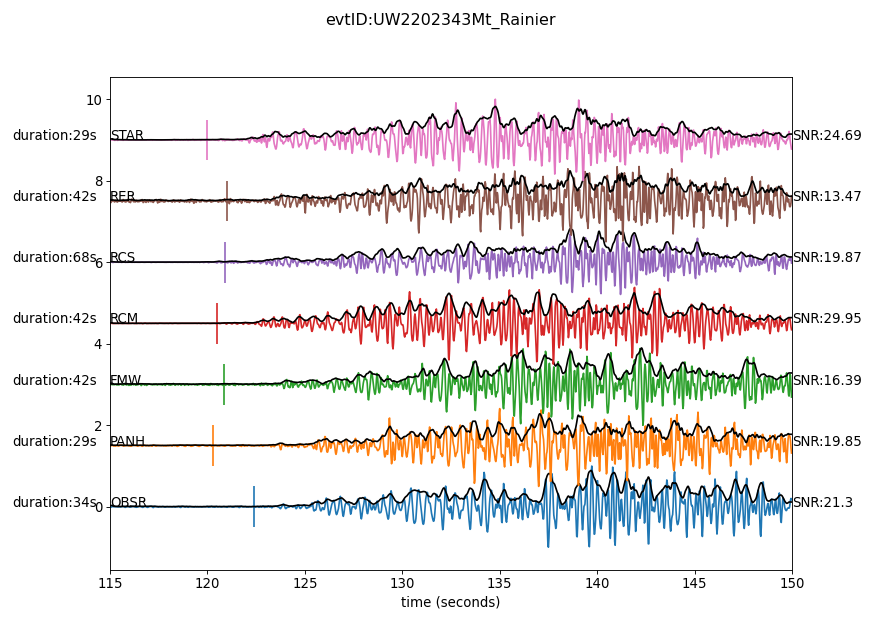 evtID:UW2202343Mt_Rainier
10
duration:29s STAR SNR:24.69
8
duration:42s RER SNR:13.47
duration:68s RCS SNR:19.87
6
duration:42s RCM SNR:29.95
4
duration:42s FMW SNR:16.39
2
duration:29s PANH SNR:19.85
duration:34s OBSR SNR:21.3
0
115 120 125 130 135 140 145 150
time (seconds)